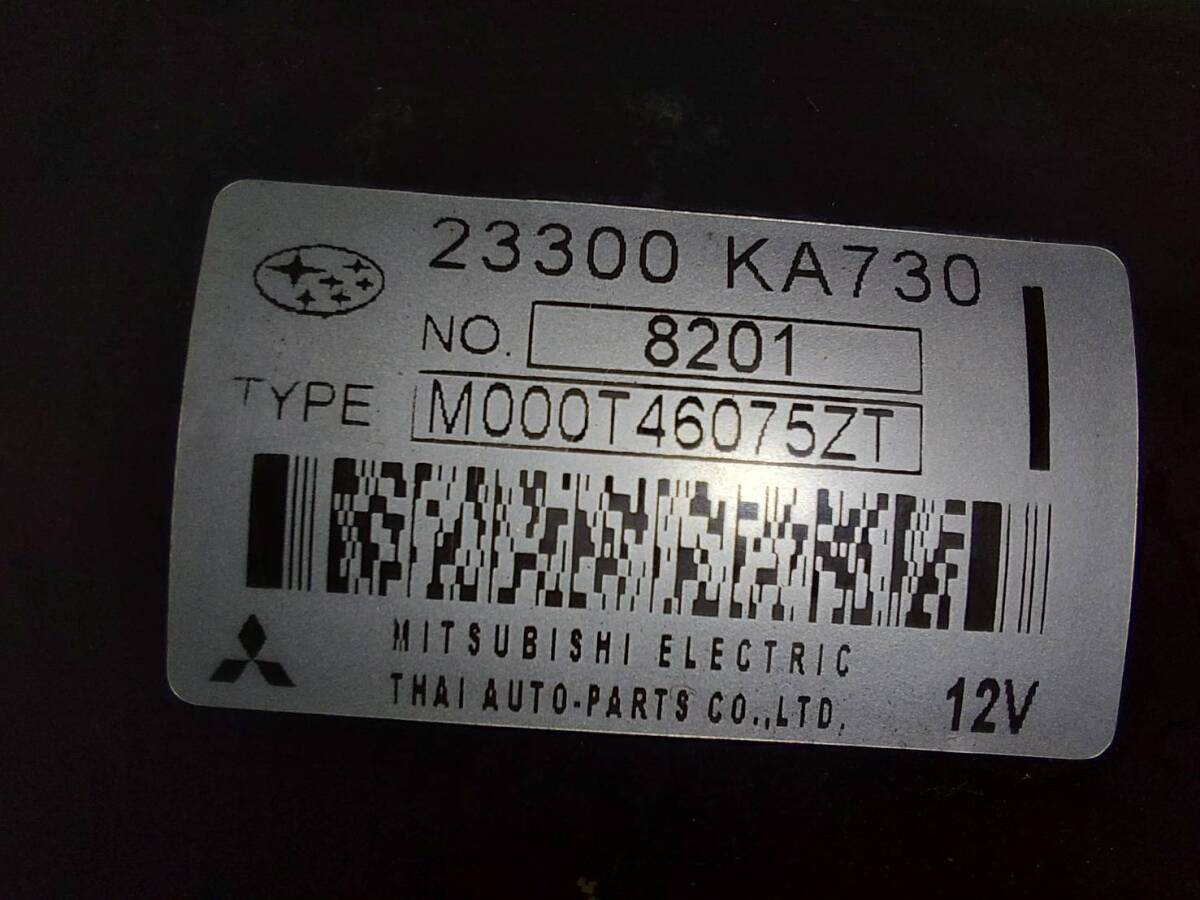 23300 KA730
NO. 8201
TYPE M000T46075ZT
MITSUBISHI ELECTRIC
THAI AUTO-PARTS CO.,LTD.
12V